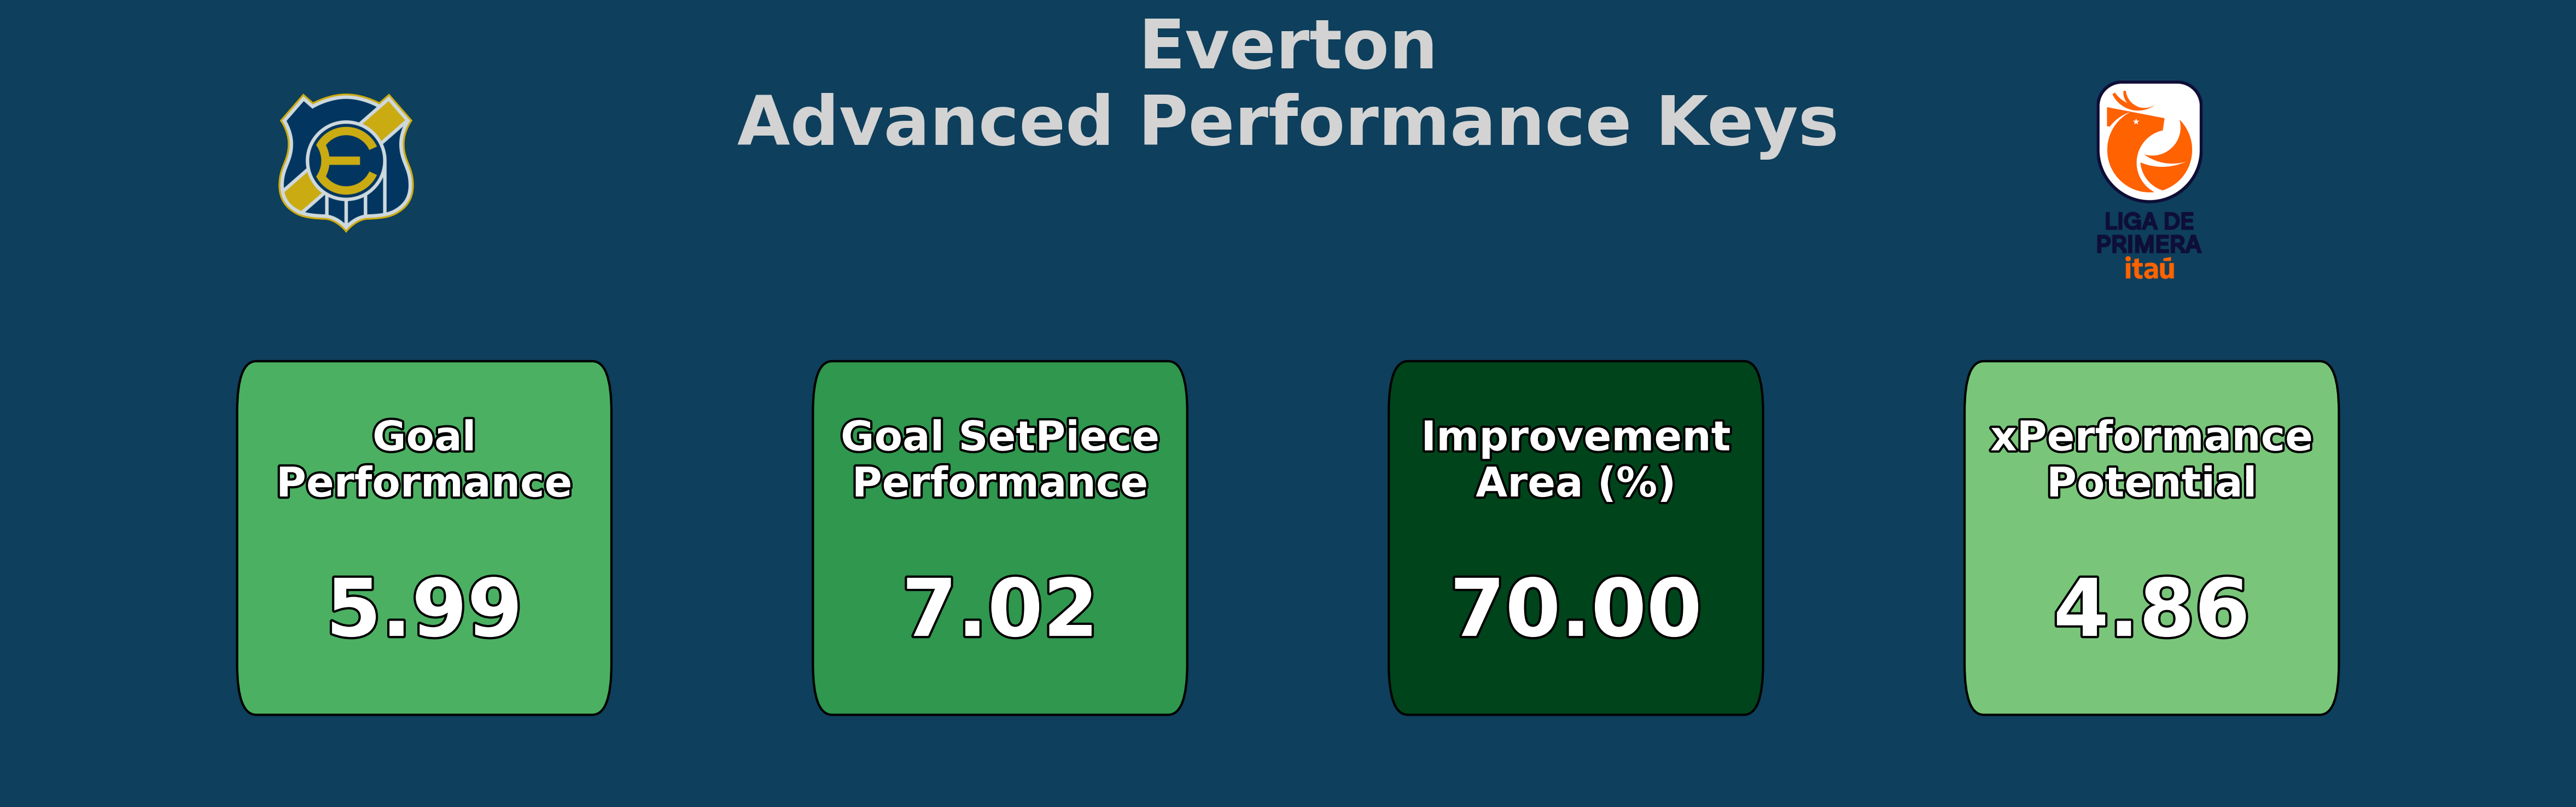 Everton
Advanced Performance Keys
LIGA DE
PRIMERA
itaú
Goal
Performance
5.99
Goal SetPiece
Performance
7.02
Improvement
Area (%)
70.00
xPerformance
Potential
4.86